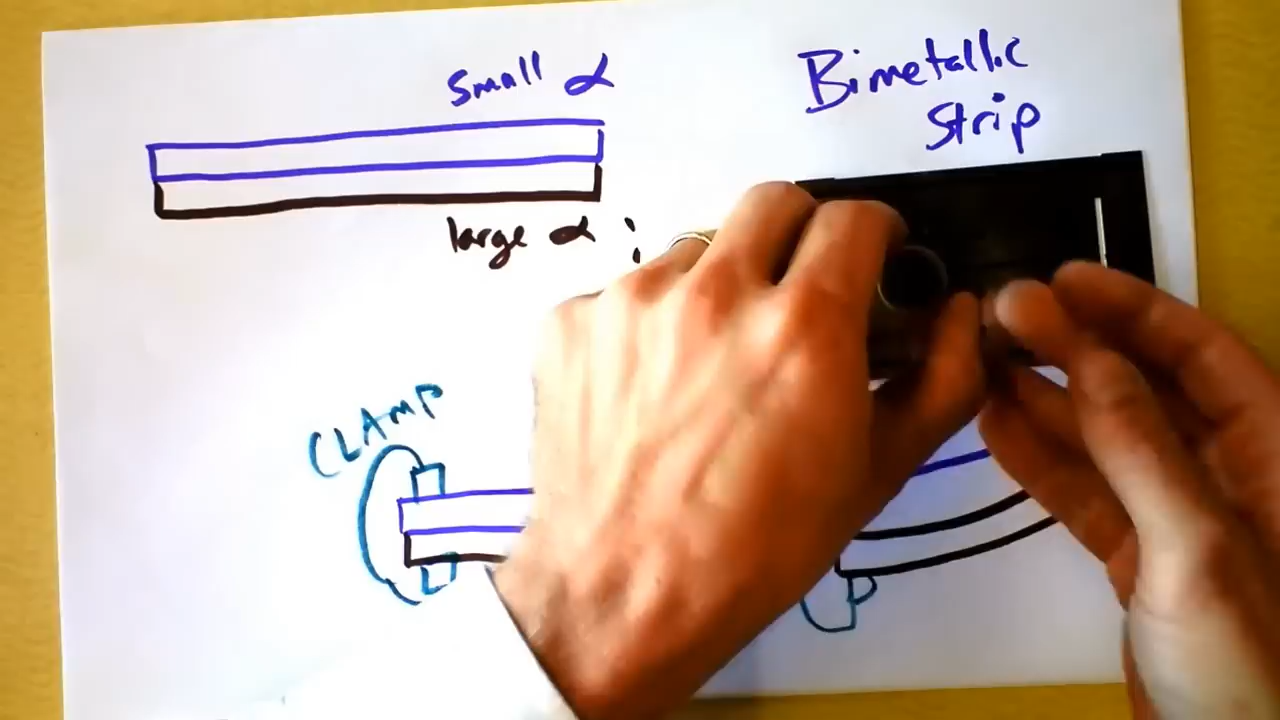 Small α
Bimetallic
Strip
large α
CLAMP